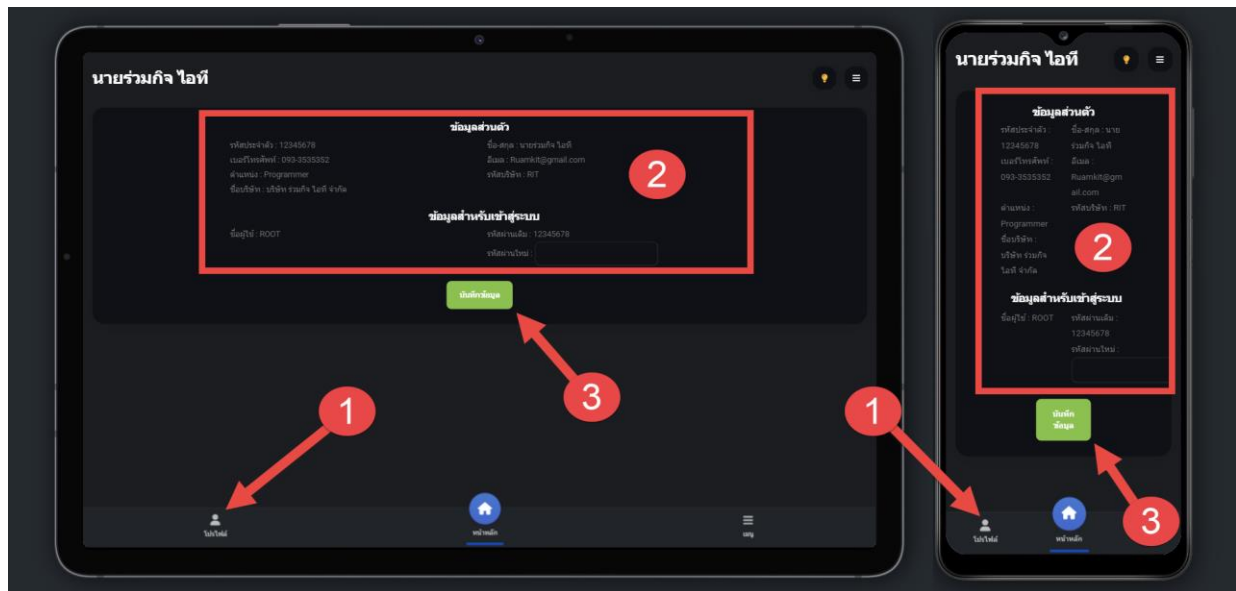 นายร่วมกิจ ไอที
ข้อมูลส่วนตัว
รหัสประจำตัว : 12345678
ชื่อ-สกุล : นายร่วมกิจ ไอที
เบอร์โทรศัพท์ : 093-3535352
อีเมล : Ruamkit@gmail.com
ตำแหน่ง : Programmer
รหัสบริษัท : RIT
ชื่อบริษัท : บริษัท ร่วมกิจ ไอที จำกัด
2
ข้อมูลสำหรับเข้าสู่ระบบ
ชื่อผู้ใช้ : ROOT
รหัสผ่านเดิม : 12345678
รหัสผ่านใหม่ :
บันทึกข้อมูล
3
1
โปรไฟล์
หน้าหลัก
เมนู
นายร่วมกิจ ไอที
ข้อมูลส่วนตัว
รหัสประจำตัว :
12345678
ชื่อ-สกุล : นาย
ร่วมกิจ ไอที
เบอร์โทรศัพท์ :
093-3535352
อีเมล :
Ruamkit@gm
ail.com
ตำแหน่ง :
Programmer
รหัสบริษัท : RIT
ชื่อบริษัท :
บริษัท ร่วมกิจ
ไอที จำกัด
2
ข้อมูลสำหรับเข้าสู่ระบบ
ชื่อผู้ใช้ : ROOT
รหัสผ่านเดิม :
12345678
รหัสผ่านใหม่ :
บันทึก
ข้อมูล
1
3
โปรไฟล์
หน้าหลัก